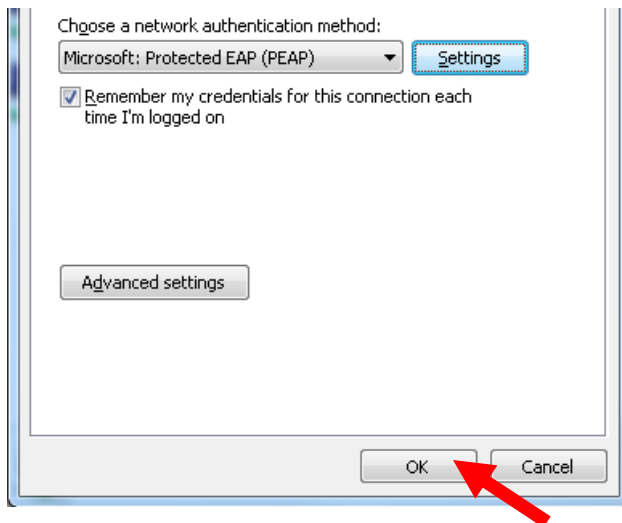 Choose a network authentication method:
Microsoft: Protected EAP (PEAP) Settings
Remember my credentials for this connection each
time I'm logged on
Advanced settings
OK Cancel